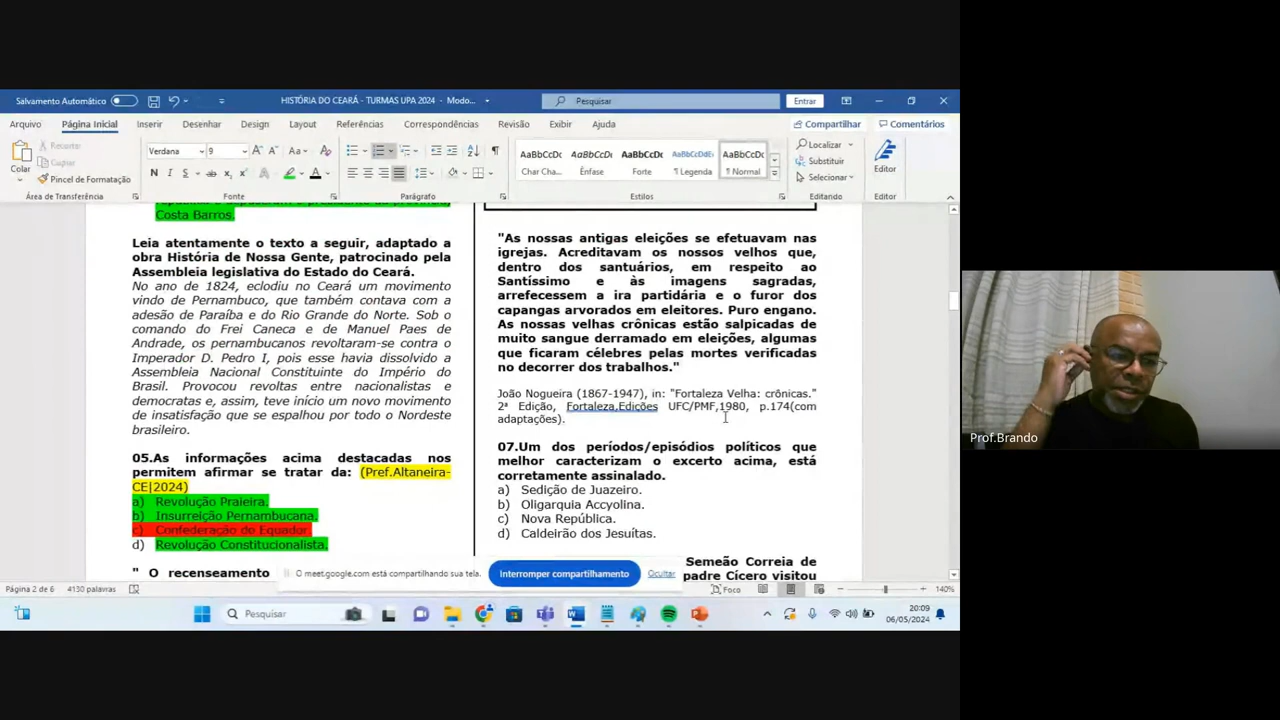 Salvamento Automático
HISTÓRIA DO CEARÁ - TURMAS UPA 2024 - Modo...
Pesquisar
Entrar
Arquivo
Página Inicial
Inserir
Desenhar
Design
Layout
Referências
Correspondências
Revisão
Exibir
Ajuda
Compartilhar
Comentários
Colar
Recortar
Copiar
Pincel de Formatação
Área de Transferência
Verdana
9
Fonte
Parágrafo
AaBbCcDc
Char Cha...
AaBbCcDc
Ênfase
AaBbCcDc
Forte
AaBbCcDdEe
¶ Legenda
AaBbCcDc
¶ Normal
Estilos
Localizar
Substituir
Selecionar
Editando
Editor
Editor
Costa Barros.
Leia atentamente o texto a seguir, adaptado a
obra História de Nossa Gente, patrocinado pela
Assembleia legislativa do Estado do Ceará.
No ano de 1824, eclodiu no Ceará um movimento
vindo de Pernambuco, que também contava com a
adesão de Paraíba e do Rio Grande do Norte. Sob o
comando do Frei Caneca e de Manuel Paes de
Andrade, os pernambucanos revoltaram-se contra o
Imperador D. Pedro I, pois esse havia dissolvido a
Assembleia Nacional Constituinte do Império do
Brasil. Provocou revoltas entre nacionalistas e
democratas e, assim, teve início um novo movimento
de insatisfação que se espalhou por todo o Nordeste
brasileiro.
05.As informações acima destacadas nos
permitem afirmar se tratar da: (Pref.Altaneira-
CE|2024)
a) Revolução Praieira.
b) Insurreição Pernambucana.
c) Confederação do Equador.
d) Revolução Constitucionalista.
" O recenseamento
"As nossas antigas eleições se efetuavam nas
igrejas. Acreditavam os nossos velhos que,
dentro dos santuários, em respeito ao
Santíssimo e às imagens sagradas,
arrefecessem a ira partidária e o furor dos
capangas arvorados em eleitores. Puro engano.
As nossas velhas crônicas estão salpicadas de
muito sangue derramado em eleições, algumas
que ficaram célebres pelas mortes verificadas
no decorrer dos trabalhos."
João Nogueira (1867-1947), in: "Fortaleza Velha: crônicas."
2ª Edição, Fortaleza,Edições UFC/PMF,1980, p.174(com
adaptações).
07.Um dos períodos/episódios políticos que
melhor caracterizam o excerto acima, está
corretamente assinalado.
a) Sedição de Juazeiro.
b) Oligarquia Accyolina.
c) Nova República.
d) Caldeirão dos Jesuítas.
Semeão Correia de
padre Cícero visitou
O meet.google.com está compartilhando sua tela.
Interromper compartilhamento
Ocultar
Página 2 de 6
4130 palavras
Foco
140%
Pesquisar
20:09
06/05/2024
Prof.Brando